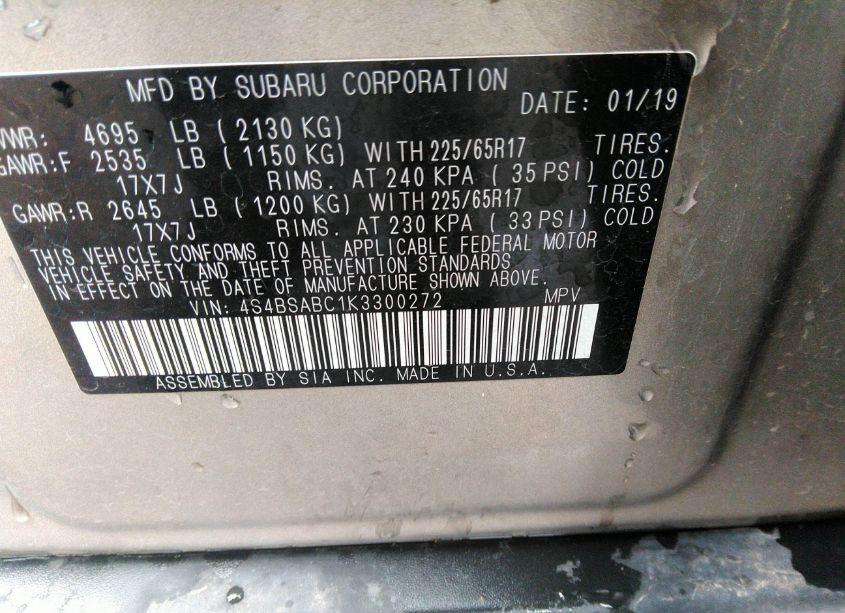 MFD BY SUBARU CORPORATION DATE: 01/19
VWR: 4695 LB (2130 KG)
GAWR:F 2535 LB (1150 KG) WITH 225/65R17 TIRES.
17X7J RIMS. AT 240 KPA (35 PSI) COLD
GAWR:R 2645 LB (1200 KG) WITH 225/65R17 TIRES.
17X7J RIMS. AT 230 KPA (33 PSI) COLD
THIS VEHICLE CONFORMS TO ALL APPLICABLE FEDERAL MOTOR
VEHICLE SAFETY AND THEFT PREVENTION STANDARDS
IN EFFECT ON THE DATE OF MANUFACTURE SHOWN ABOVE.
VIN: 4S4BSABC1K3300272 MPV
ASSEMBLED BY SIA INC. MADE IN U.S.A.